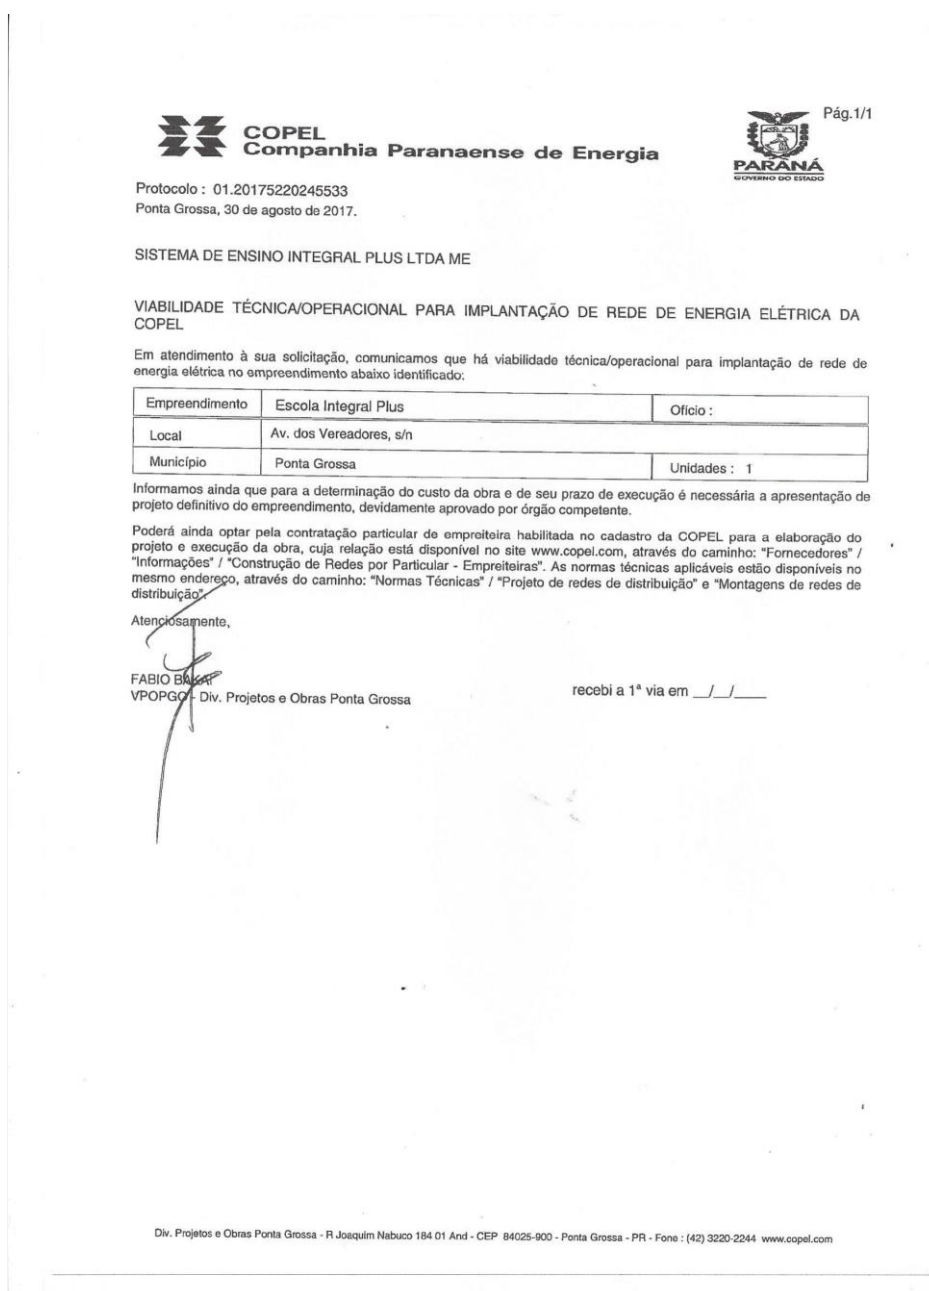 Pág.1/1
COPEL
Companhia Paranaense de Energia
PARANÁ
GOVERNO DO ESTADO
Protocolo : 01.20175220245533
Ponta Grossa, 30 de agosto de 2017.
SISTEMA DE ENSINO INTEGRAL PLUS LTDA ME
VIABILIDADE TÉCNICA/OPERACIONAL PARA IMPLANTAÇÃO DE REDE DE ENERGIA ELÉTRICA DA
COPEL
Em atendimento à sua solicitação, comunicamos que há viabilidade técnica/operacional para implantação de rede de
energia elétrica no empreendimento abaixo identificado:
Empreendimento Escola Integral Plus Ofício :
Local Av. dos Vereadores, s/n
Município Ponta Grossa Unidades : 1
Informamos ainda que para a determinação do custo da obra e de seu prazo de execução é necessária a apresentação de
projeto definitivo do empreendimento, devidamente aprovado por órgão competente.
Poderá ainda optar pela contratação particular de empreiteira habilitada no cadastro da COPEL para a elaboração do
projeto e execução da obra, cuja relação está disponível no site www.copel.com, através do caminho: "Fornecedores" /
"Informações" / "Construção de Redes por Particular - Empreiteiras". As normas técnicas aplicáveis estão disponíveis no
mesmo endereço, através do caminho: "Normas Técnicas" / "Projeto de redes de distribuição" e "Montagens de redes de
distribuição".
Atenciosamente,
FABIO
VPOPGO - Div. Projetos e Obras Ponta Grossa
recebi a 1ª via em __/__/____
Div. Projetos e Obras Ponta Grossa - R Joaquim Nabuco 184 01 And - CEP 84025-900 - Ponta Grossa - PR - Fone : (42) 3220-2244 www.copel.com